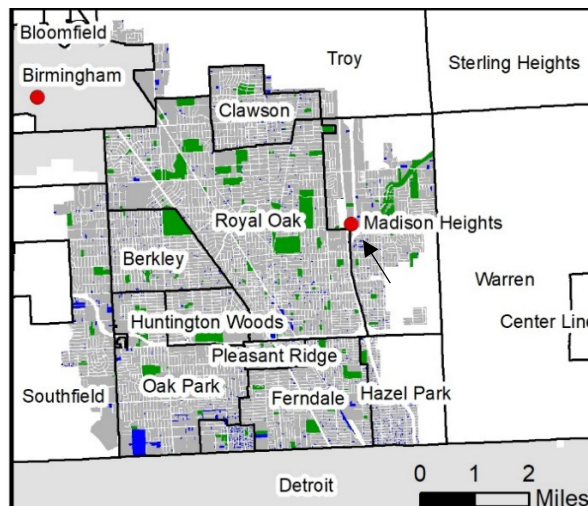 Bloomfield
Birmingham
Troy
Sterling Heights
Clawson
Royal Oak
Madison Heights
Berkley
Warren
Huntington Woods
Center Line
Pleasant Ridge
Southfield
Oak Park
Ferndale
Hazel Park
Detroit
0 1 2
Miles